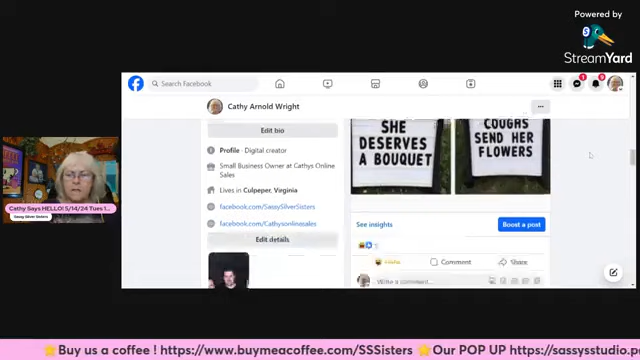 Powered by
StreamYard
Search Facebook
Cathy Arnold Wright
Edit bio
Profile · Digital creator
Small Business Owner at Cathys Online Sales
Lives in Culpeper, Virginia
facebook.com/SassySilverSisters
facebook.com/Cathysonlinesales
Edit details
SHE
DESERVES
A BOUQUET
COUGHS
SEND HER
FLOWERS
See insights
Boost a post
Comment
Share
Write a comment...
Cathy Says HELLO! 5/14/24 Tues 1...
Sassy Silver Sisters
Buy us a coffee ! https://www.buymeacoffee.com/SSSisters
Our POP UP https://sassysstudio.p